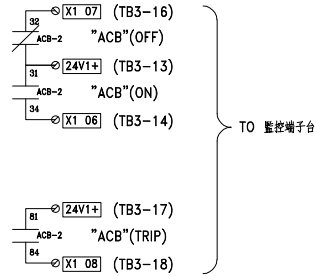 32 X1 07 (TB3-16)
ACB-2 "ACB"(OFF)
31 24V1+ (TB3-13)
ACB-2 "ACB"(ON)
34 X1 06 (TB3-14)
TO 監控端子台
81 24V1+ (TB3-17)
ACB-2 "ACB"(TRIP)
84 X1 08 (TB3-18)